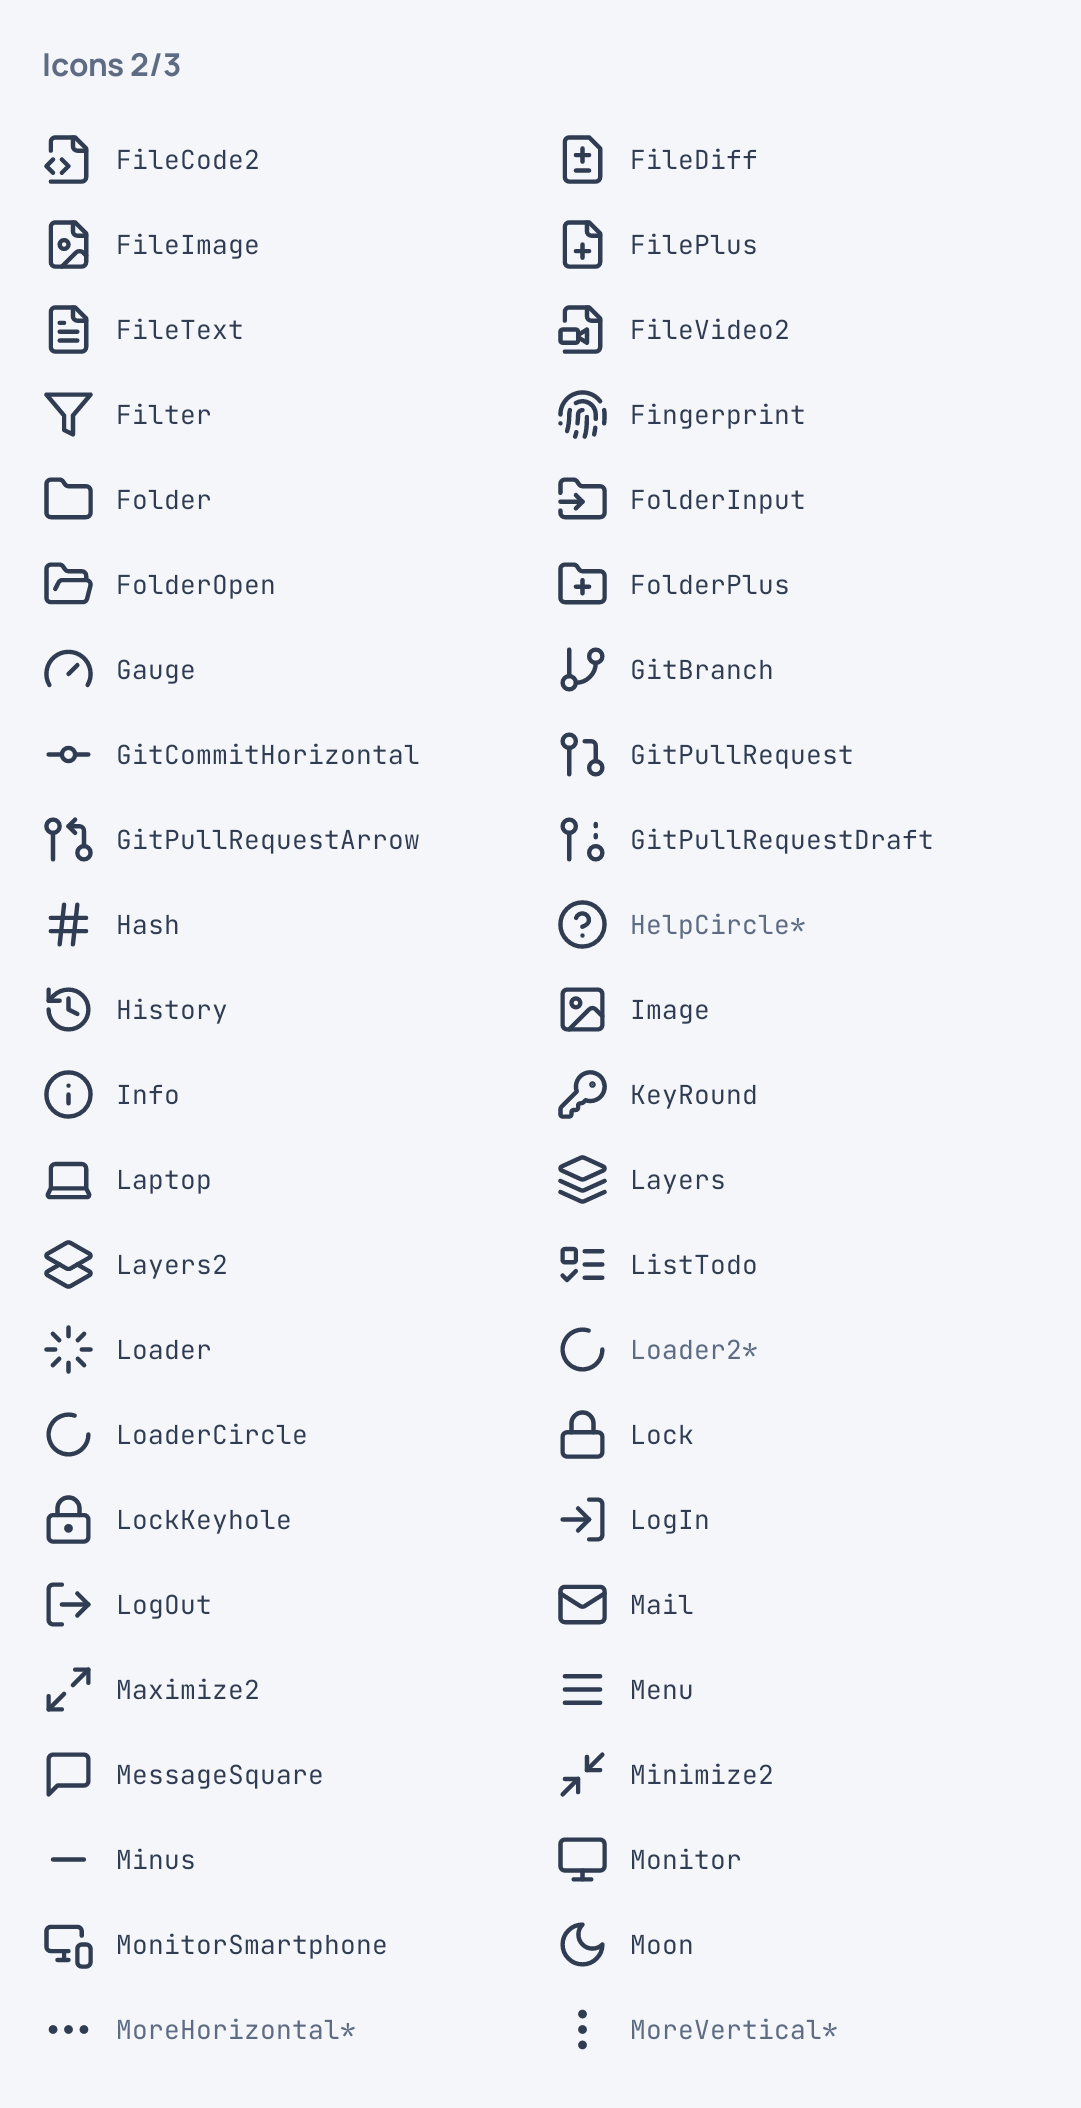 Icons 2/3
FileCode2
FileDiff
FileImage
FilePlus
FileText
FileVideo2
Filter
Fingerprint
Folder
FolderInput
FolderOpen
FolderPlus
Gauge
GitBranch
GitCommitHorizontal
GitPullRequest
GitPullRequestArrow
GitPullRequestDraft
Hash
HelpCircle*
History
Image
Info
KeyRound
Laptop
Layers
Layers2
ListTodo
Loader
Loader2*
LoaderCircle
Lock
LockKeyhole
LogIn
LogOut
Mail
Maximize2
Menu
MessageSquare
Minimize2
Minus
Monitor
MonitorSmartphone
Moon
MoreHorizontal*
MoreVertical*